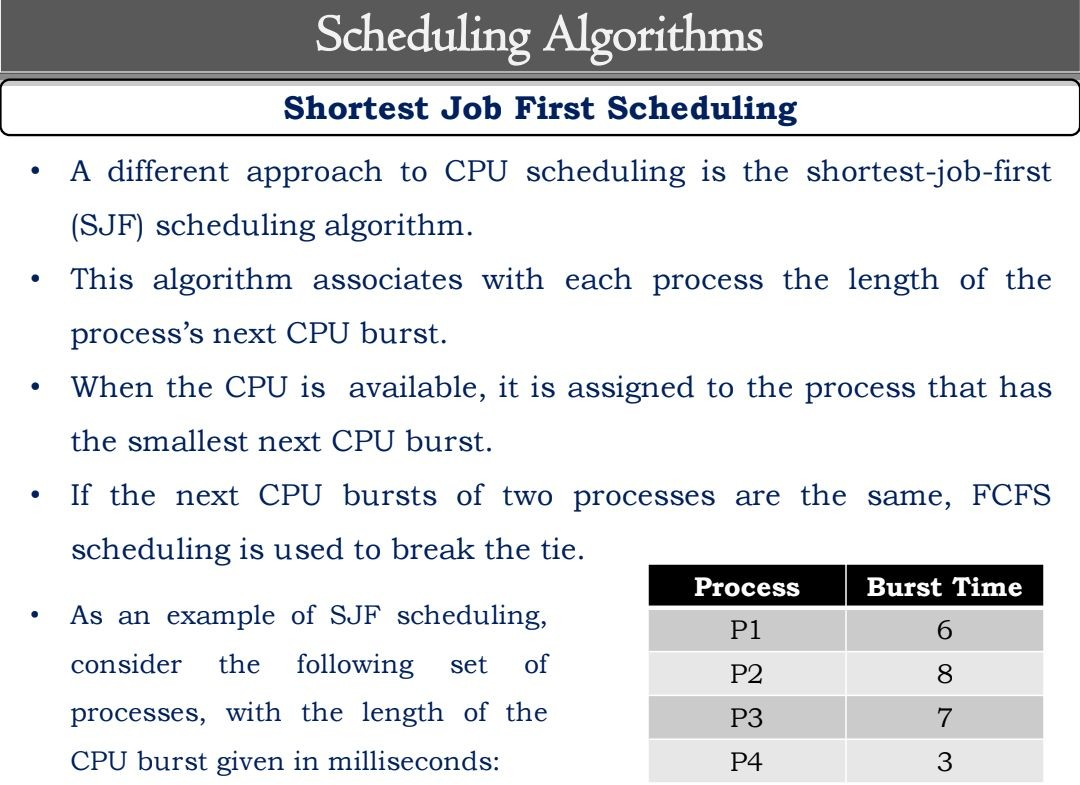 Scheduling Algorithms
Shortest Job First Scheduling
• A different approach to CPU scheduling is the shortest-job-first
(SJF) scheduling algorithm.
• This algorithm associates with each process the length of the
process’s next CPU burst.
• When the CPU is available, it is assigned to the process that has
the smallest next CPU burst.
• If the next CPU bursts of two processes are the same, FCFS
scheduling is used to break the tie.
• As an example of SJF scheduling,
consider the following set of
processes, with the length of the
CPU burst given in milliseconds:
Process Burst Time
P1 6
P2 8
P3 7
P4 3